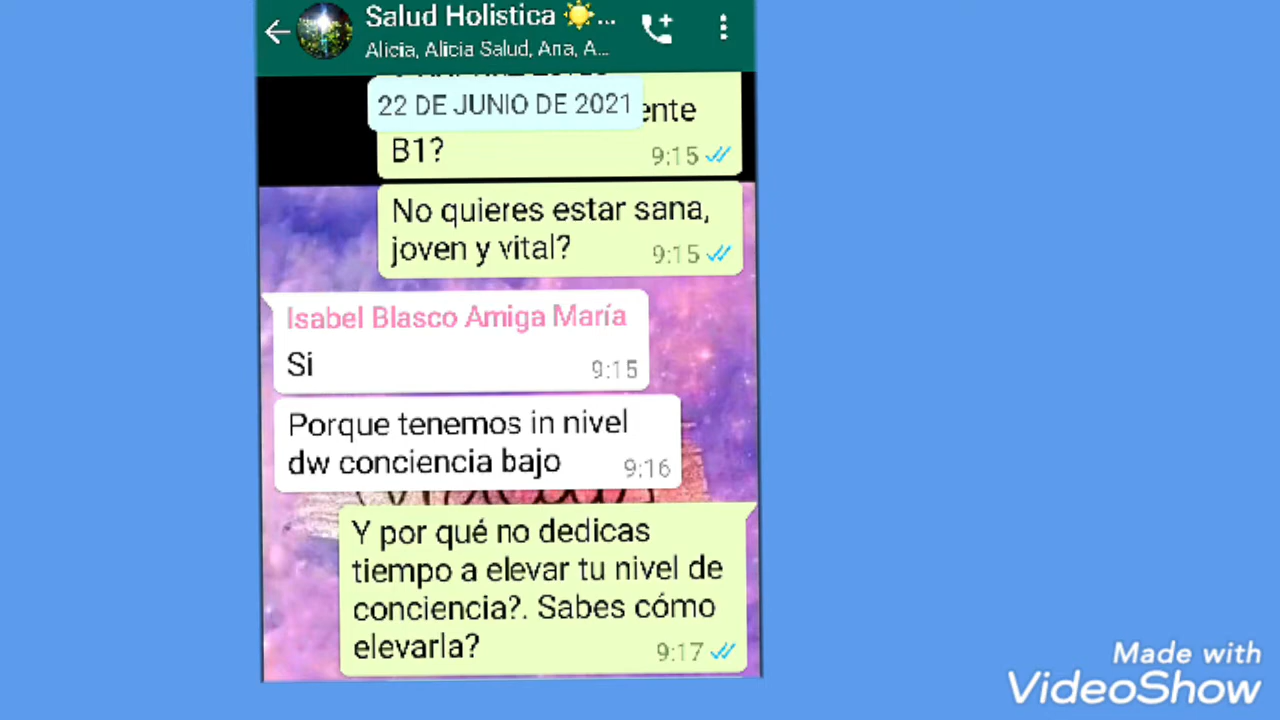 Salud Holistica ☀️...
Alicia, Alicia Salud, Ana, A...
22 DE JUNIO DE 2021
ente
B1?
9:15
No quieres estar sana,
joven y vital?
9:15
Isabel Blasco Amiga María
Si
9:15
Porque tenemos in nivel
dw conciencia bajo
9:16
Y por qué no dedicas
tiempo a elevar tu nivel de
conciencia?. Sabes cómo
elevarla?
9:17
Made with
VideoShow